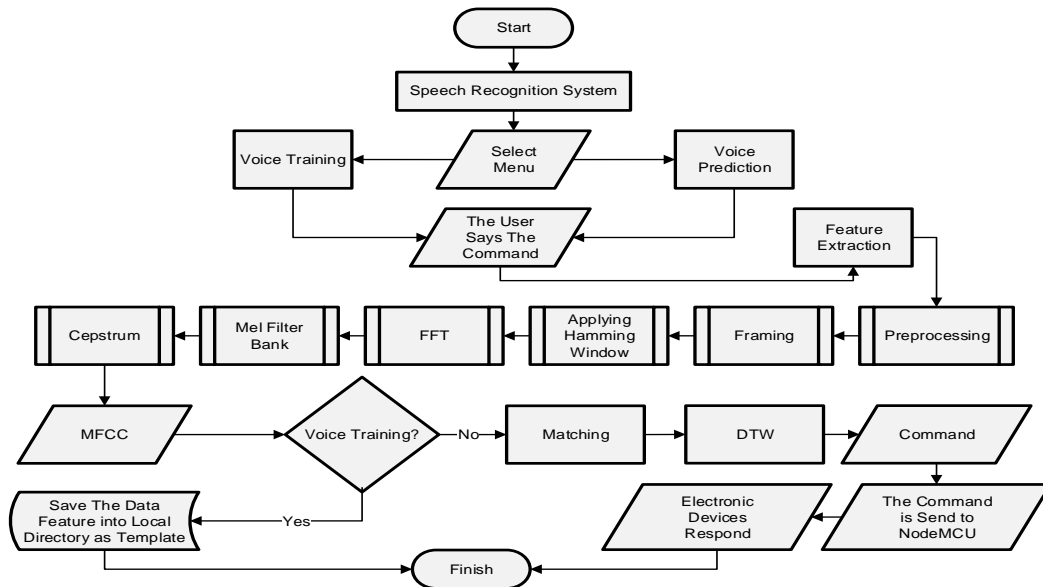 Start
Speech Recognition System
Voice Training
Select
Menu
Voice
Prediction
The User
Says The
Command
Feature
Extraction
Cepstrum
Mel Filter
Bank
FFT
Applying
Hamming
Window
Framing
Preprocessing
MFCC
Voice Training?
No
Matching
DTW
Command
Save The Data
Feature into Local
Directory as Template
Yes
Electronic
Devices
Respond
The Command
is Send to
NodeMCU
Finish